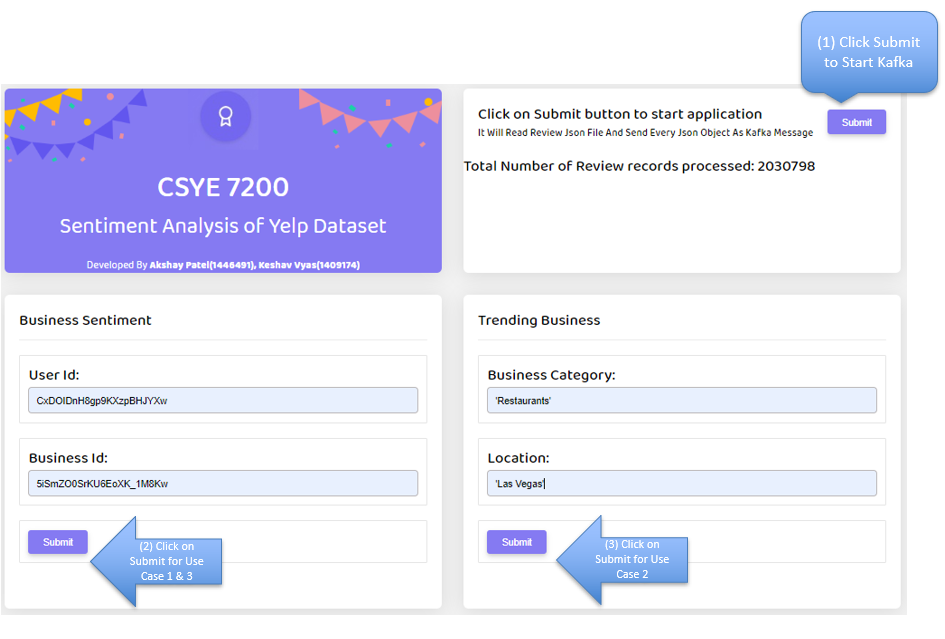 (1) Click Submit
to Start Kafka
CSYE 7200
Sentiment Analysis of Yelp Dataset
Developed By Akshay Patel(1446491), Keshav Vyas(1409174)
Click on Submit button to start application
It Will Read Review Json File And Send Every Json Object As Kafka Message
Submit
Total Number of Review records processed: 2030798
Business Sentiment
User Id:
CxDOIDnH8gp9KXzpBHJYXw
Business Id:
5iSmZO0SrKU6EoXK_1M8Kw
Submit
(2) Click on
Submit for Use
Case 1 & 3
Trending Business
Business Category:
'Restaurants'
Location:
'Las Vegas'
Submit
(3) Click on
Submit for Use
Case 2